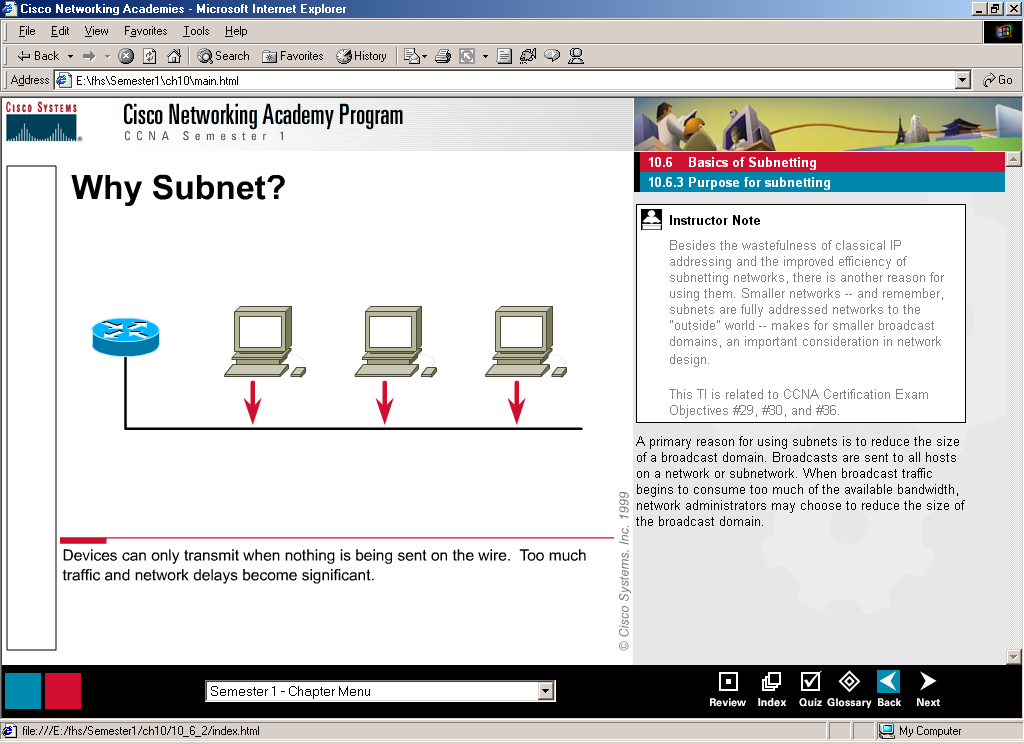 Cisco Networking Academies - Microsoft Internet Explorer
File Edit View Favorites Tools Help
Back Search Favorites History
Address E:\fhs\Semester1\ch10\main.html Go
CISCO SYSTEMS
Cisco Networking Academy Program
CCNA Semester 1
10.6 Basics of Subnetting
10.6.3 Purpose for subnetting
Why Subnet?
Devices can only transmit when nothing is being sent on the wire. Too much
traffic and network delays become significant.
© Cisco Systems, Inc. 1999
Instructor Note
Besides the wastefulness of classical IP
addressing and the improved efficiency of
subnetting networks, there is another reason for
using them. Smaller networks -- and remember,
subnets are fully addressed networks to the
"outside" world -- makes for smaller broadcast
domains, an important consideration in network
design.
This TI is related to CCNA Certification Exam
Objectives #29, #30, and #36.
A primary reason for using subnets is to reduce the size
of a broadcast domain. Broadcasts are sent to all hosts
on a network or subnetwork. When broadcast traffic
begins to consume too much of the available bandwidth,
network administrators may choose to reduce the size of
the broadcast domain.
Semester 1 - Chapter Menu
Review Index Quiz Glossary Back Next
file:///E:/fhs/Semester1/ch10/10_6_2/index.html
My Computer